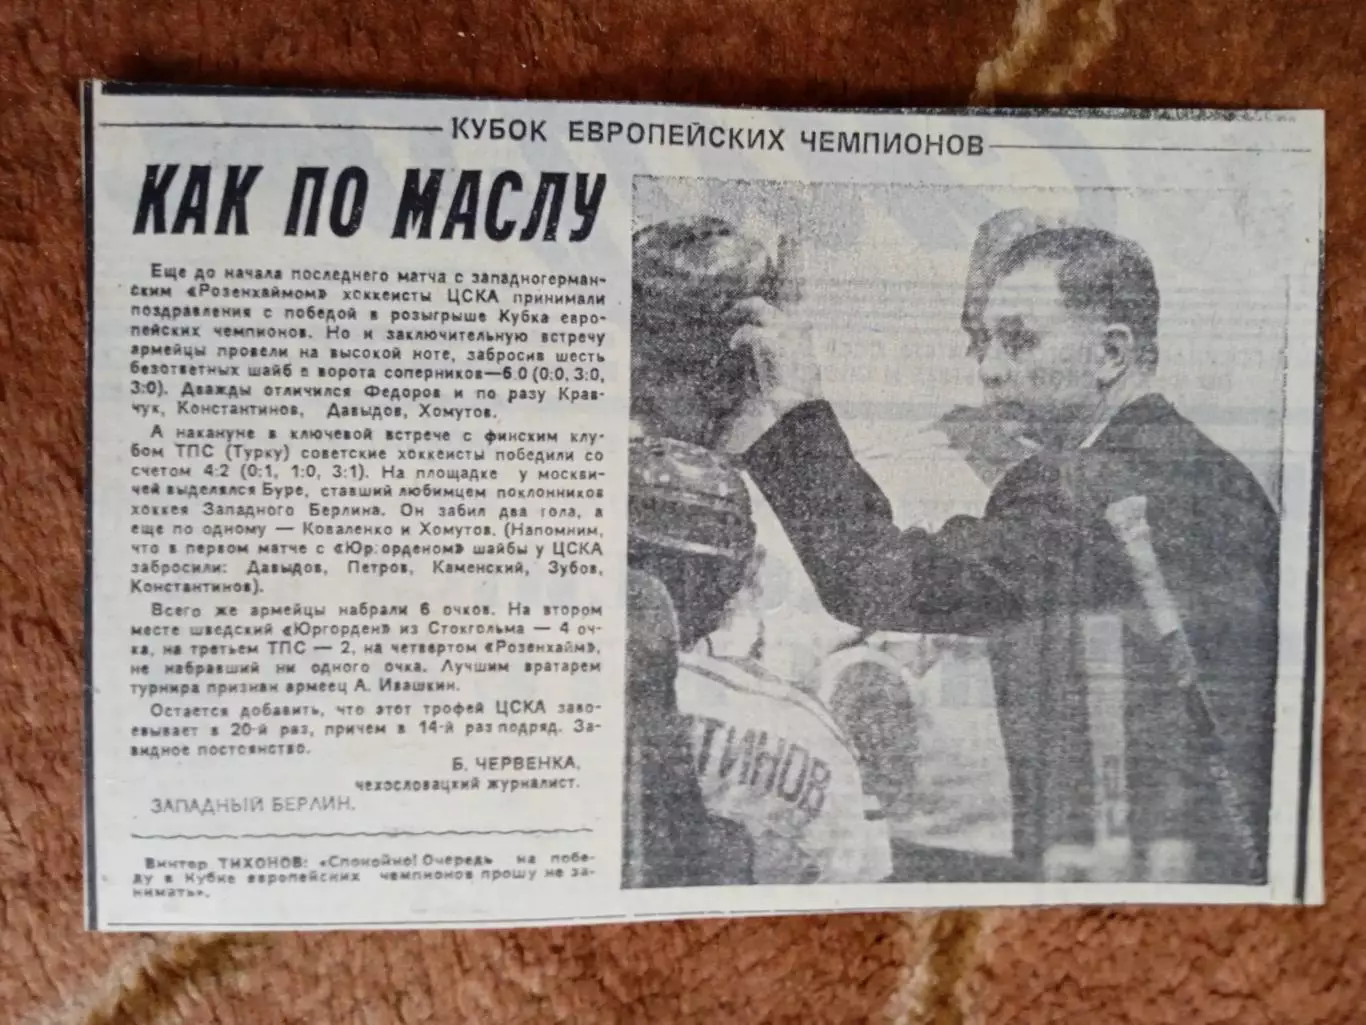 КУБОК ЕВРОПЕЙСКИХ ЧЕМПИОНОВ
КАК ПО МАСЛУ
Еще до начала последнего матча с западногерман-
ским «Розенхаймом» хоккеисты ЦСКА принимали
поздравления с победой в розыгрыше Кубка евро-
пейских чемпионов. Но и заключительную встречу
армейцы провели на высокой ноте, забросив шесть
безответных шайб в ворота соперников—6:0 (0:0, 3:0,
3:0). Дважды отличился Федоров и по разу Крав-
чук, Константинов, Давыдов, Хомутов.
А накануне в ключевой встрече с финским клу-
бом ТПС (Турку) советские хоккеисты победили со
счетом 4:2 (0:1, 1:0, 3:1). На площадке у москви-
чей выделялся Буре, ставший любимцем поклонников
хоккея Западного Берлина. Он забил два гола, а
еще по одному — Коваленко и Хомутов. (Напомним,
что в первом матче с «Юргорденом» шайбы у ЦСКА
забросили: Давыдов, Петров, Каменский, Зубов,
Константинов).
Всего же армейцы набрали 6 очков. На втором
месте шведский «Юргорден» из Стокгольма — 4 оч-
ка, на третьем ТПС — 2, на четвертом «Розенхайм»,
не набравший ни одного очка. Лучшим вратарем
турнира признан армеец А. Ивашкин.
Остается добавить, что этот трофей ЦСКА заво-
евывает в 20-й раз, причем в 14-й раз подряд. За-
видное постоянство.
Б. ЧЕРВЕНКА,
чехословацкий журналист.
ЗАПАДНЫЙ БЕРЛИН.
Виктор ТИХОНОВ: «Спокойно! Очередь на побе-
ду в Кубке европейских чемпионов прошу не за-
нимать».
ТИНОВ